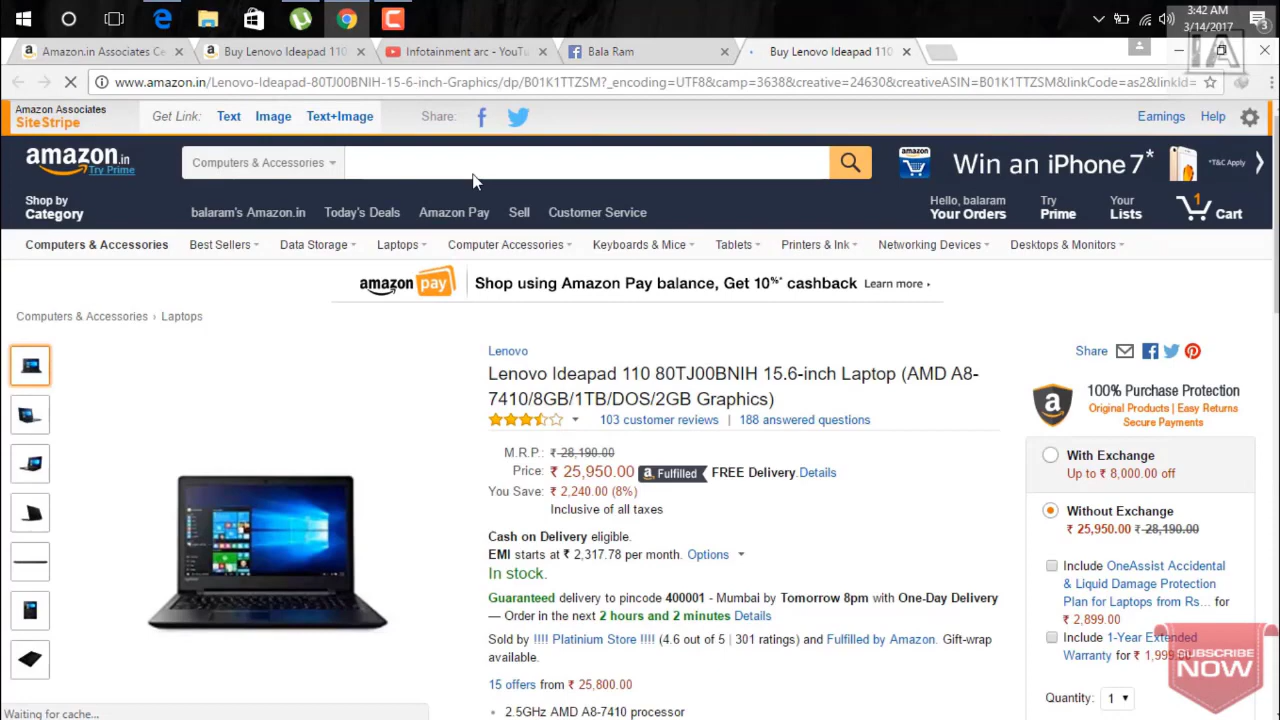 3:42 AM
3/14/2017
3
Amazon.in Associates Ce
Buy Lenovo Ideapad 110
Infotainment arc - YouTu
Bala Ram
Buy Lenovo Ideapad 110
IA
www.amazon.in/Lenovo-Ideapad-80TJ00BNIH-15-6-inch-Graphics/dp/B01K1TTZSM?_encoding=UTF8&camp=3638&creative=24630&creativeASIN=B01K1TTZSM&linkCode=as2&linkId=
Amazon Associates
SiteStripe
Get Link: Text Image Text+Image
Share:
Earnings Help
amazon.in
Try Prime
Computers & Accessories
amazon
Win an iPhone 7*
*T&C Apply
Shop by
Category
balaram's Amazon.in Today's Deals Amazon Pay Sell Customer Service
Hello, balaram
Your Orders
Try
Prime
Your
Lists
1
Cart
Computers & Accessories Best Sellers Data Storage Laptops Computer Accessories Keyboards & Mice Tablets Printers & Ink Networking Devices Desktops & Monitors
amazon pay Shop using Amazon Pay balance, Get 10%* cashback Learn more
Computers & Accessories › Laptops
Lenovo
Lenovo Ideapad 110 80TJ00BNIH 15.6-inch Laptop (AMD A8-
7410/8GB/1TB/DOS/2GB Graphics)
103 customer reviews | 188 answered questions
M.R.P.: ₹ 28,190.00
Price: ₹ 25,950.00 a Fulfilled FREE Delivery. Details
You Save: ₹ 2,240.00 (8%)
Inclusive of all taxes
Cash on Delivery eligible.
EMI starts at ₹ 2,317.78 per month. Options
In stock.
Guaranteed delivery to pincode 400001 - Mumbai by Tomorrow 8pm with One-Day Delivery
— Order in the next 2 hours and 2 minutes Details
Sold by !!!! Platinium Store !!!! (4.6 out of 5 | 301 ratings) and Fulfilled by Amazon. Gift-wrap
available.
15 offers from ₹ 25,800.00
• 2.5GHz AMD A8-7410 processor
Share
a
100% Purchase Protection
Original Products | Easy Returns
Secure Payments
With Exchange
Up to ₹ 8,000.00 off
Without Exchange
₹ 25,950.00 ₹ 28,190.00
Include OneAssist Accidental
& Liquid Damage Protection
Plan for Laptops from Rs... for
₹ 2,899.00
Include 1-Year Extended
Warranty for ₹ 1,999
Quantity: 1
SUBSCRIBE
NOW
Waiting for cache...